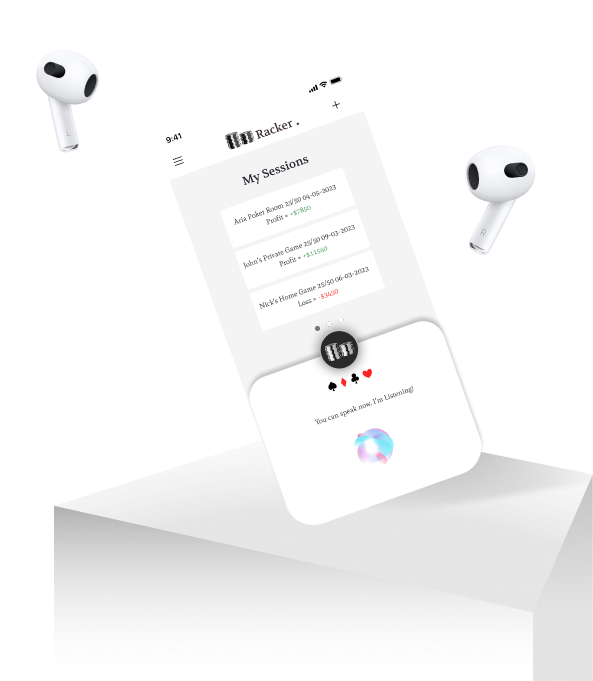 9:41
Racker .
My Sessions
Aria Poker Room 25/50 04-05-2023
Profit = +$7850
John's Private Game 25/50 09-03-2023
Profit = +$11550
Nick's Home Game 25/50 06-03-2023
Loss = -$3650
You can speak now, I'm Listening!
L
R